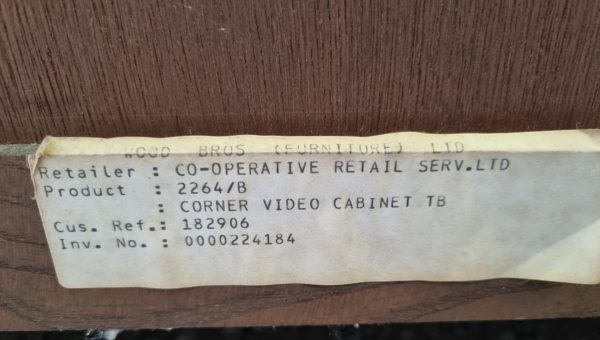 WOOD BROS (FURNITURE) LTD
Retailer : CO-OPERATIVE RETAIL SERV.LTD
Product : 2264/B
: CORNER VIDEO CABINET TB
Cus. Ref.: 182906
Inv. No. : 0000224184